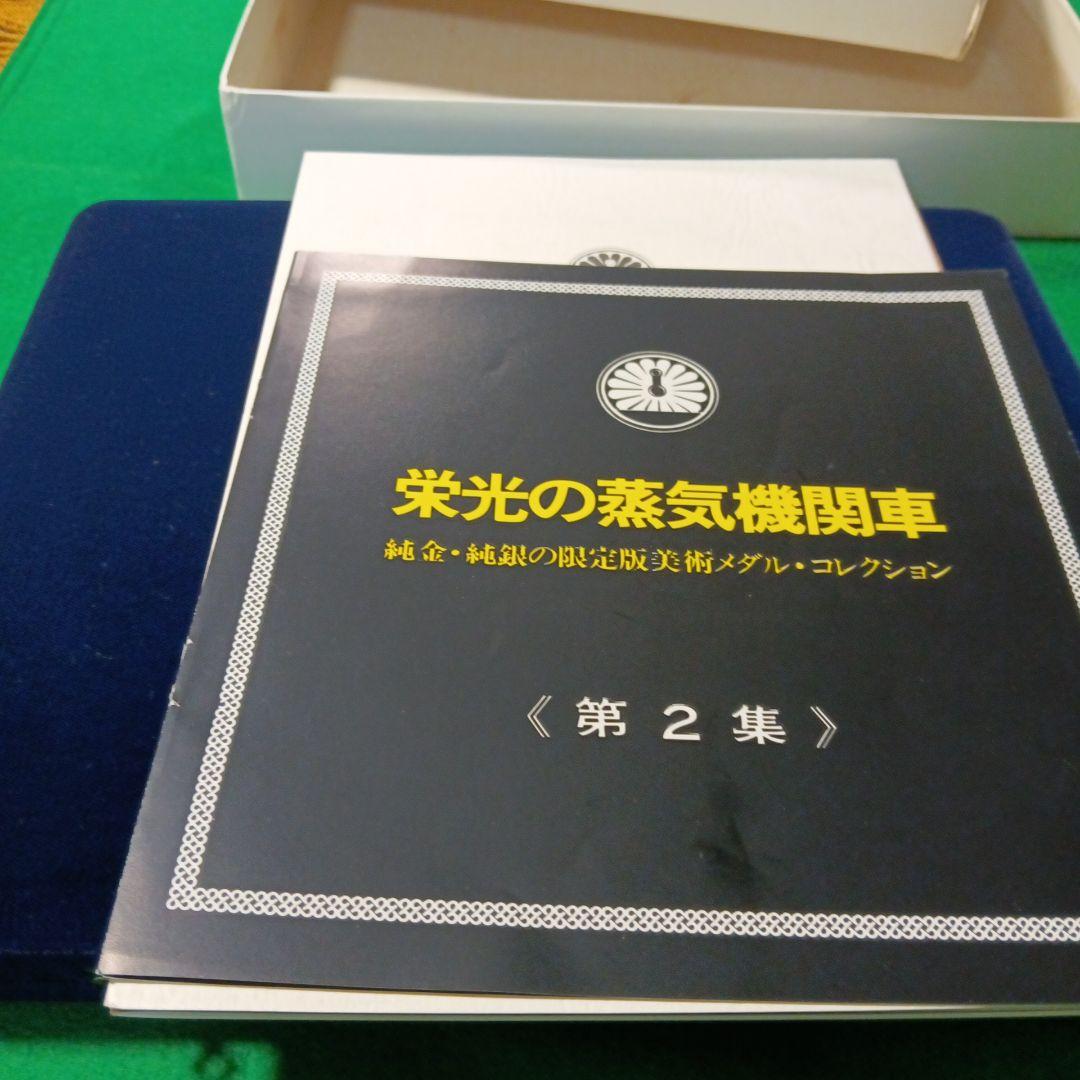 栄光の蒸気機関車
純金・純銀の限定版美術メダル・コレクション
《第2集》